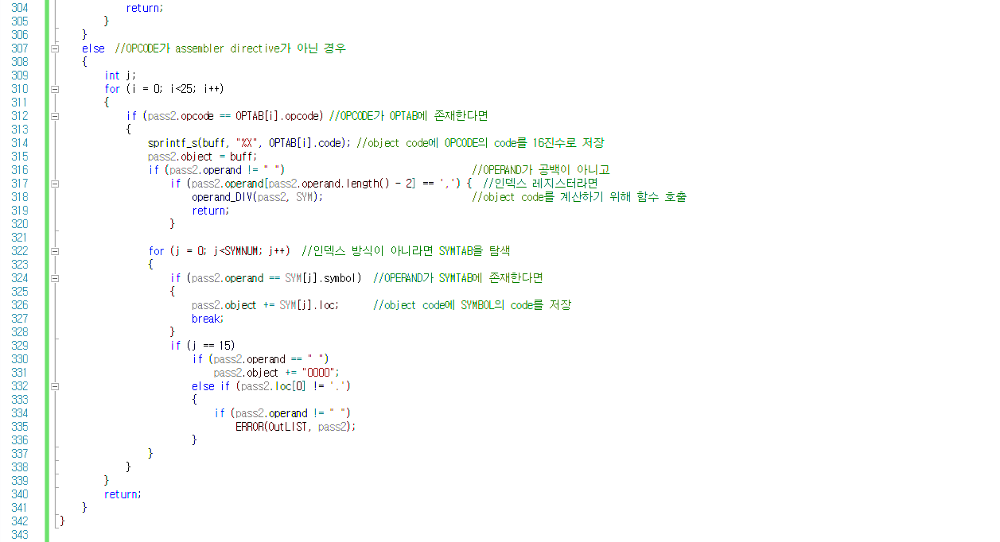 304 return;
305 }
306 }
307 else //OPCODE가 assembler directive가 아닌 경우
308 {
309 int j;
310 for (i = 0; i<25; i++)
311 {
312 if (pass2.opcode == OPTAB[i].opcode) //OPCODE가 OPTAB에 존재한다면
313 {
314 sprintf_s(buff, "%X", OPTAB[i].code); //object code에 OPCODE의 code를 16진수로 저장
315 pass2.object = buff;
316 if (pass2.operand != " ") //OPERAND가 공백이 아니고
317 if (pass2.operand[pass2.operand.length() - 2] == ',') { //인덱스 레지스터라면
318 operand_DIV(pass2, SYM); //object code를 계산하기 위해 함수 호출
319 return;
320 }
321
322 for (j = 0; j<SYMNUM; j++) //인덱스 방식이 아니라면 SYMTAB을 탐색
323 {
324 if (pass2.operand == SYM[j].symbol) //OPERAND가 SYMTAB에 존재한다면
325 {
326 pass2.object += SYM[j].loc; //object code에 SYMBOL의 code를 저장
327 break;
328 }
329 if (j == 15)
330 if (pass2.operand == " ")
331 pass2.object += "0000";
332 else if (pass2.loc[0] != '.')
333 {
334 if (pass2.operand != " ")
335 ERROR(OutLIST, pass2);
336 }
337 }
338 }
339 }
340 return;
341 }
342 }
343